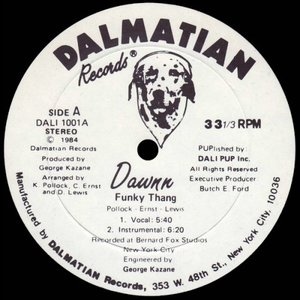 DALMATIAN
Records®
SIDE A
DALI 1001A
STEREO
© 1984
Dalmatian Records
Produced by
George Kazane
Arranged by
K. Pollock, C. Ernst
and D. Lewis
33 1/3 RPM
PUPlished by
DALI PUP Inc.
All Rights Reserved
Executive Producer
Butch E. Ford
Dawnn
Funky Thang
Pollock - Ernst - Lewis
1. Vocal: 5:40
2. Instrumental: 6:20
Recorded at Bernard Fox Studios
New York City
Engineered by
George Kazane
Manufactured by DALMATIAN Records, 353 W. 48th ST., New York City, New York 10036